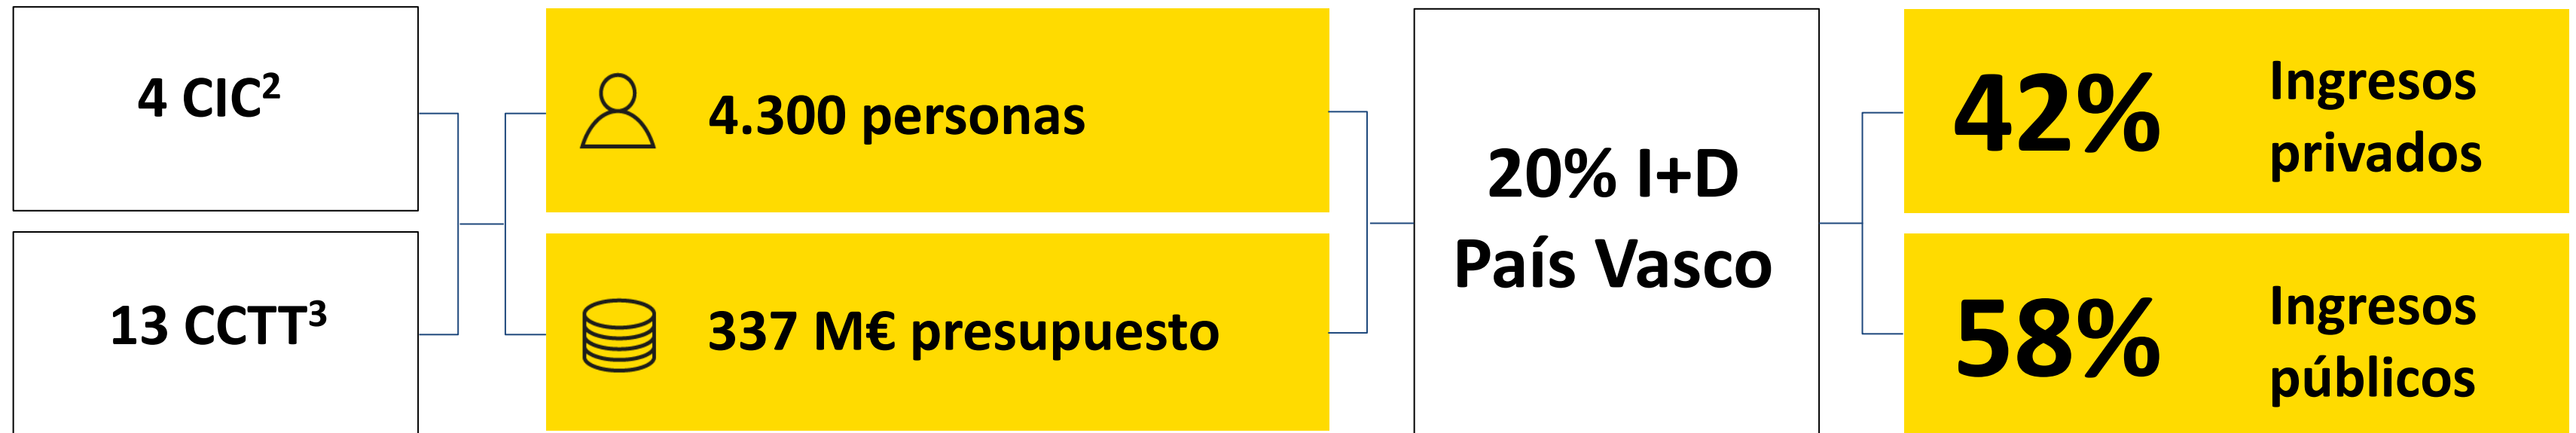 4 CIC²
13 CCTT³
4.300 personas
337 M€ presupuesto
20% I+D
País Vasco
42%
Ingresos
privados
58%
Ingresos
públicos